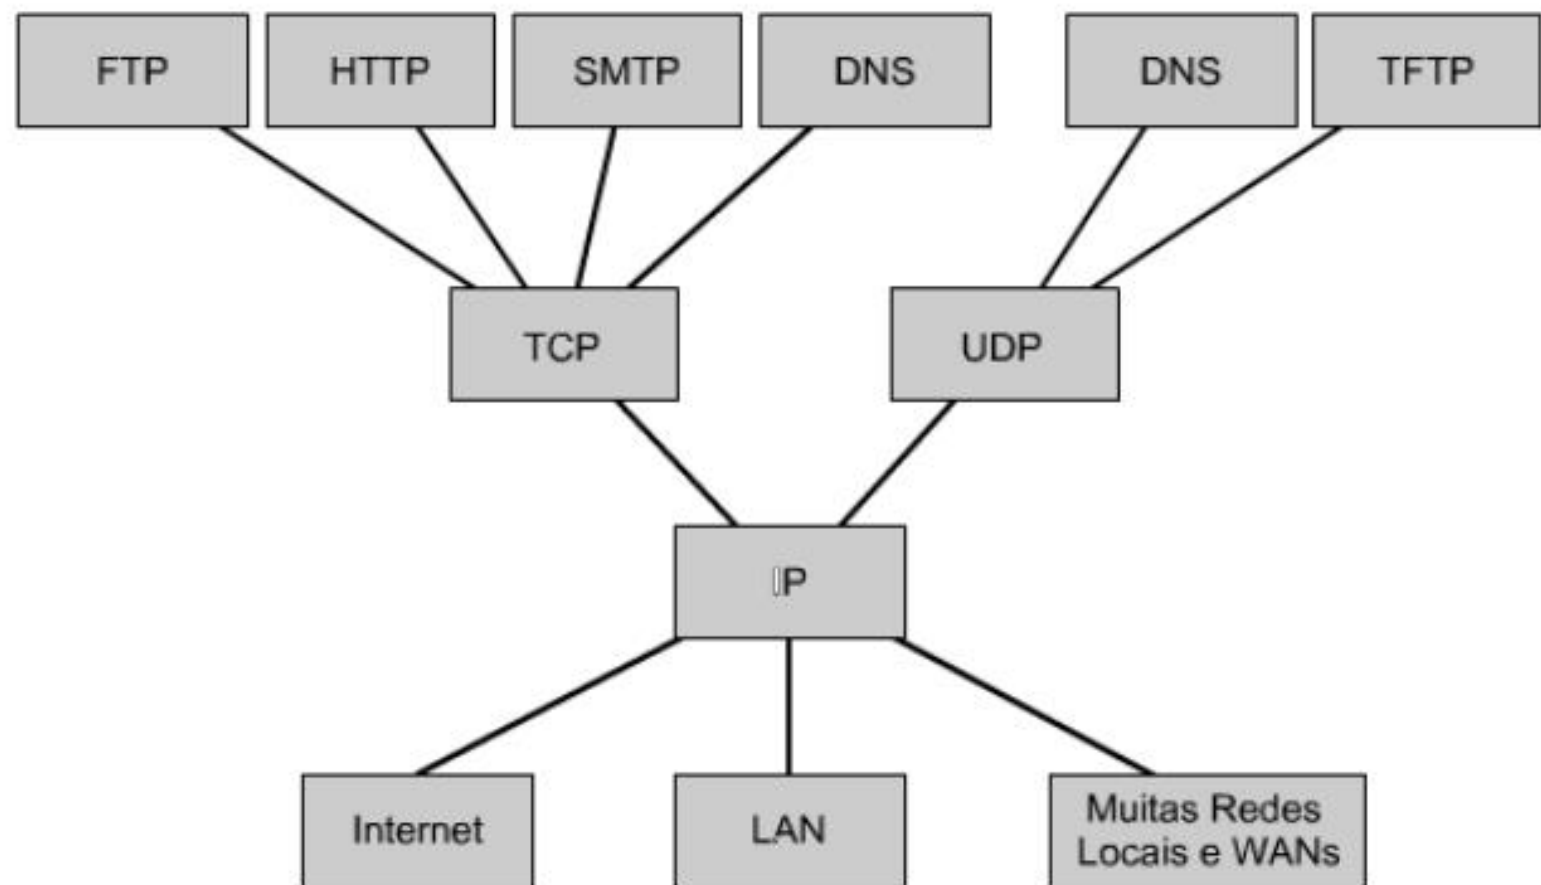 FTP
HTTP
SMTP
DNS
DNS
TFTP
TCP
UDP
IP
Internet
LAN
Muitas Redes
Locais e WANs